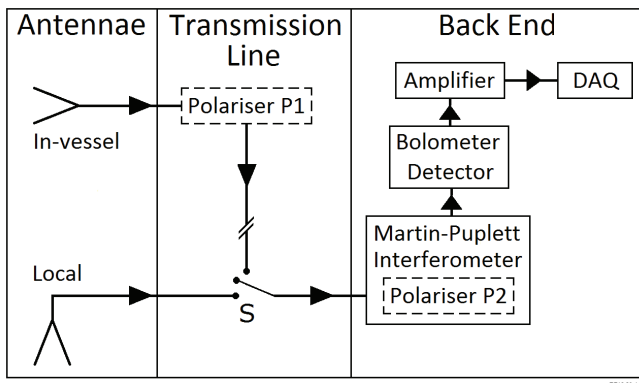 Antennae
Transmission
Line
Back End
Amplifier
DAQ
Polariser P1
In-vessel
Bolometer
Detector
Martin-Puplett
Interferometer
Polariser P2
Local
S